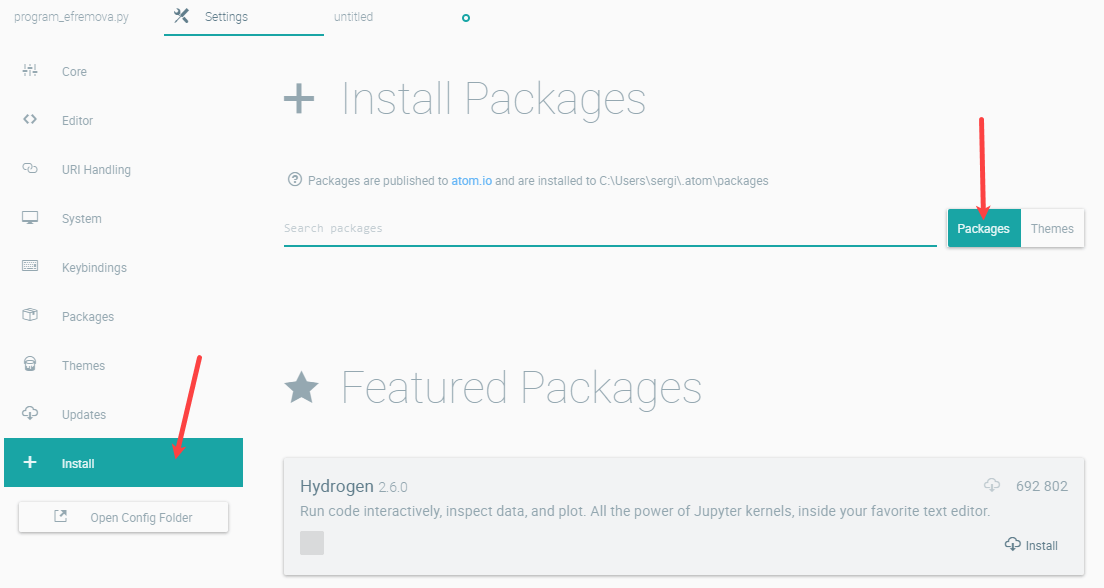 program_efremova.py
Settings
untitled
Core
Editor
URI Handling
System
Keybindings
Packages
Themes
Updates
Install
Open Config Folder
Install Packages
Packages are published to atom.io and are installed to C:\Users\sergi\.atom\packages
Search packages
Packages
Themes
Featured Packages
Hydrogen 2.6.0
692 802
Run code interactively, inspect data, and plot. All the power of Jupyter kernels, inside your favorite text editor.
Install